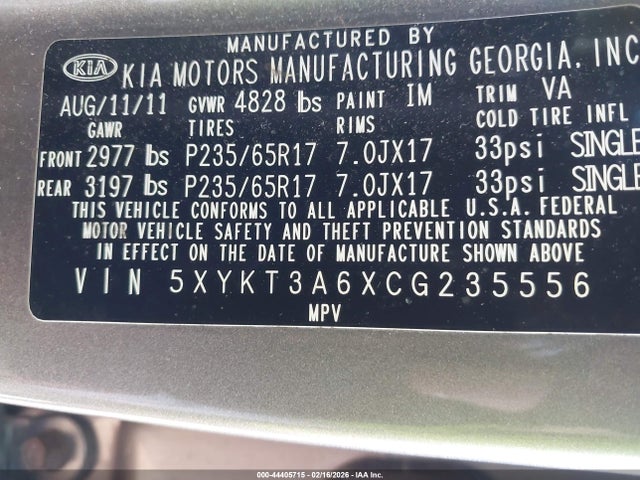 MANUFACTURED BY
KIA KIA MOTORS MANUFACTURING GEORGIA, INC
AUG/11/11 GVWR 4828 lbs PAINT IM TRIM VA
GAWR TIRES RIMS COLD TIRE INFL
FRONT 2977 lbs P235/65R17 7.0JX17 33psi SINGLE
REAR 3197 lbs P235/65R17 7.0JX17 33psi SINGLE
THIS VEHICLE CONFORMS TO ALL APPLICABLE U.S.A. FEDERAL
MOTOR VEHICLE SAFETY AND THEFT PREVENTION STANDARDS
IN EFFECT ON THE DATE OF MANUFACTURE SHOWN ABOVE
VIN 5XYKT3A6XCG235556
MPV
000-44405715 - 02/16/2026 - IAA Inc.